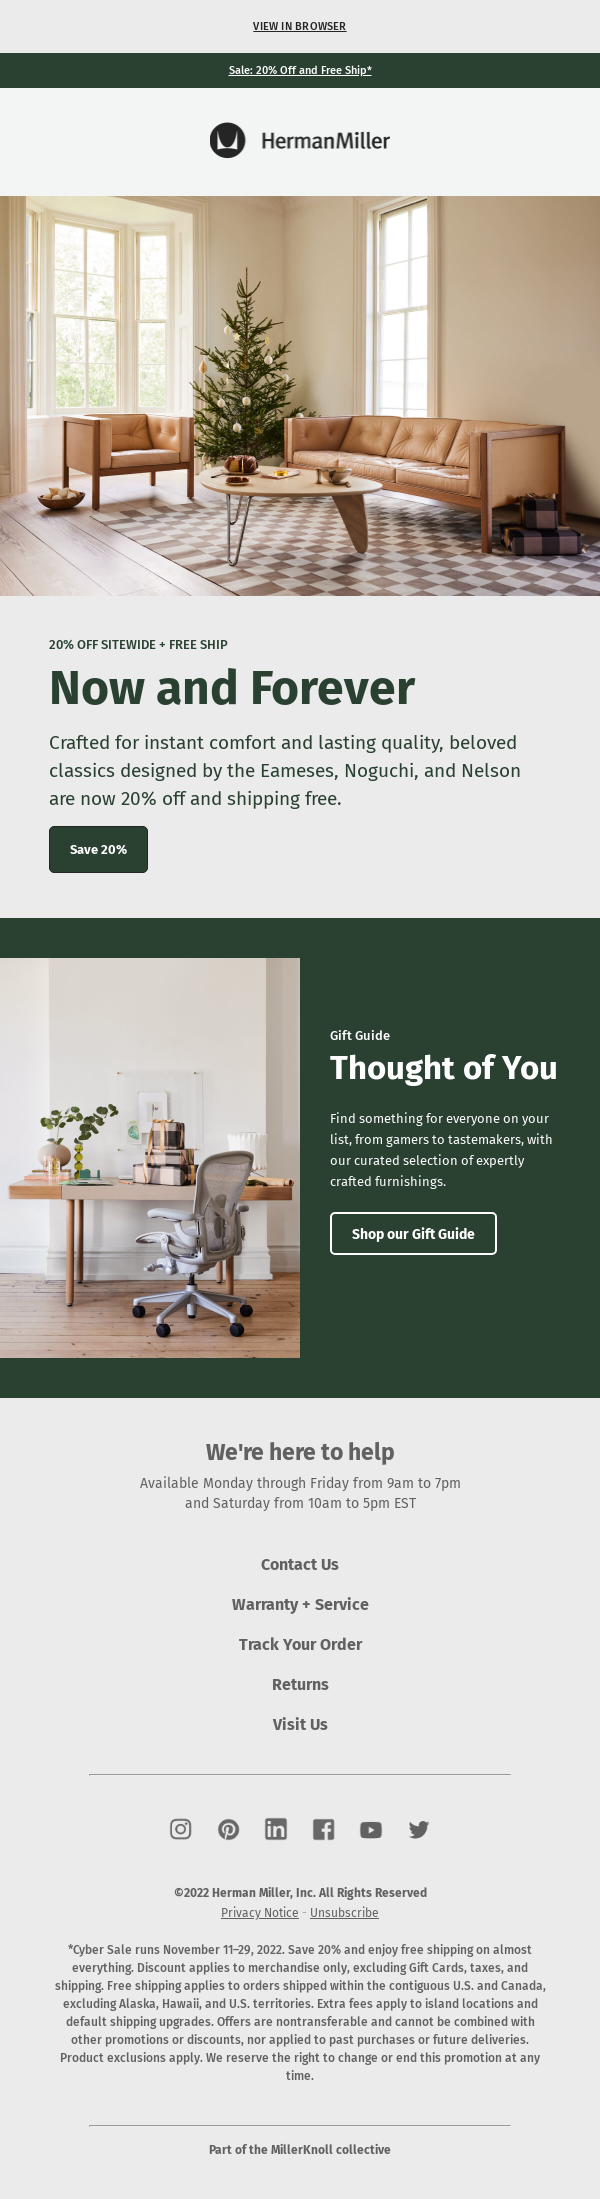 VIEW IN BROWSER
Sale: 20% Off and Free Ship*
HermanMiller
20% OFF SITEWIDE + FREE SHIP
Now and Forever
Crafted for instant comfort and lasting quality, beloved
classics designed by the Eameses, Noguchi, and Nelson
are now 20% off and shipping free.
Save 20%
Gift Guide
Thought of You
Find something for everyone on your
list, from gamers to tastemakers, with
our curated selection of expertly
crafted furnishings.
Shop our Gift Guide
We're here to help
Available Monday through Friday from 9am to 7pm
and Saturday from 10am to 5pm EST
Contact Us
Warranty + Service
Track Your Order
Returns
Visit Us
©2022 Herman Miller, Inc. All Rights Reserved
Privacy Notice - Unsubscribe
*Cyber Sale runs November 11–29, 2022. Save 20% and enjoy free shipping on almost
everything. Discount applies to merchandise only, excluding Gift Cards, taxes, and
shipping. Free shipping applies to orders shipped within the contiguous U.S. and Canada,
excluding Alaska, Hawaii, and U.S. territories. Extra fees apply to island locations and
default shipping upgrades. Offers are nontransferable and cannot be combined with
other promotions or discounts, nor applied to past purchases or future deliveries.
Product exclusions apply. We reserve the right to change or end this promotion at any
time.
Part of the MillerKnoll collective